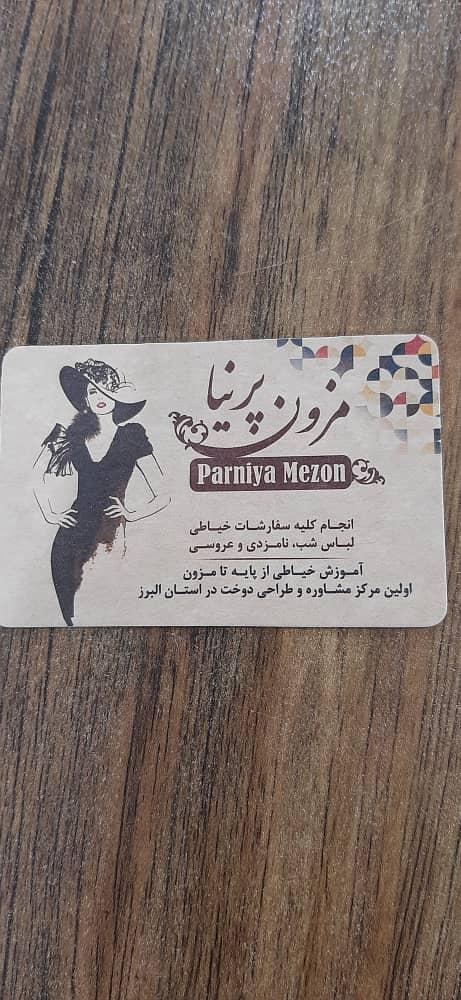 مزون پرنیا
Parniya Mezon
انجام کلیه سفارشات خیاطی
لباس شب، نامزدی و عروسی
آموزش خیاطی از پایه تا مزون
اولین مرکز مشاوره و طراحی دوخت در استان البرز